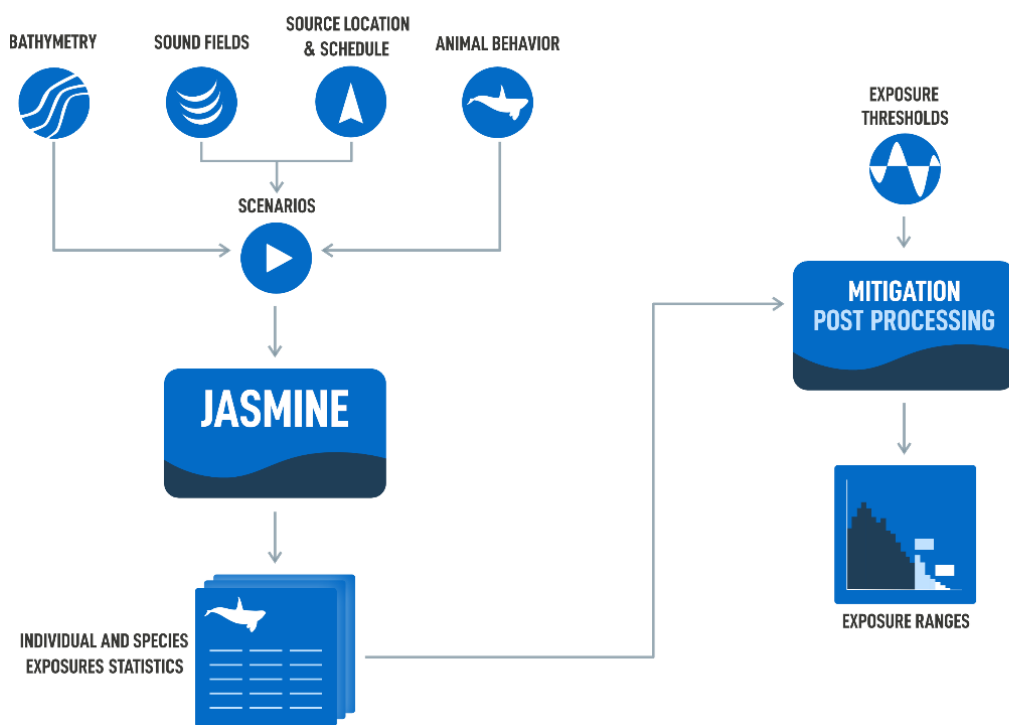 BATHYMETRY
SOUND FIELDS
SOURCE LOCATION
& SCHEDULE
ANIMAL BEHAVIOR
SCENARIOS
JASMINE
INDIVIDUAL AND SPECIES
EXPOSURES STATISTICS
EXPOSURE
THRESHOLDS
MITIGATION
POST PROCESSING
EXPOSURE RANGES